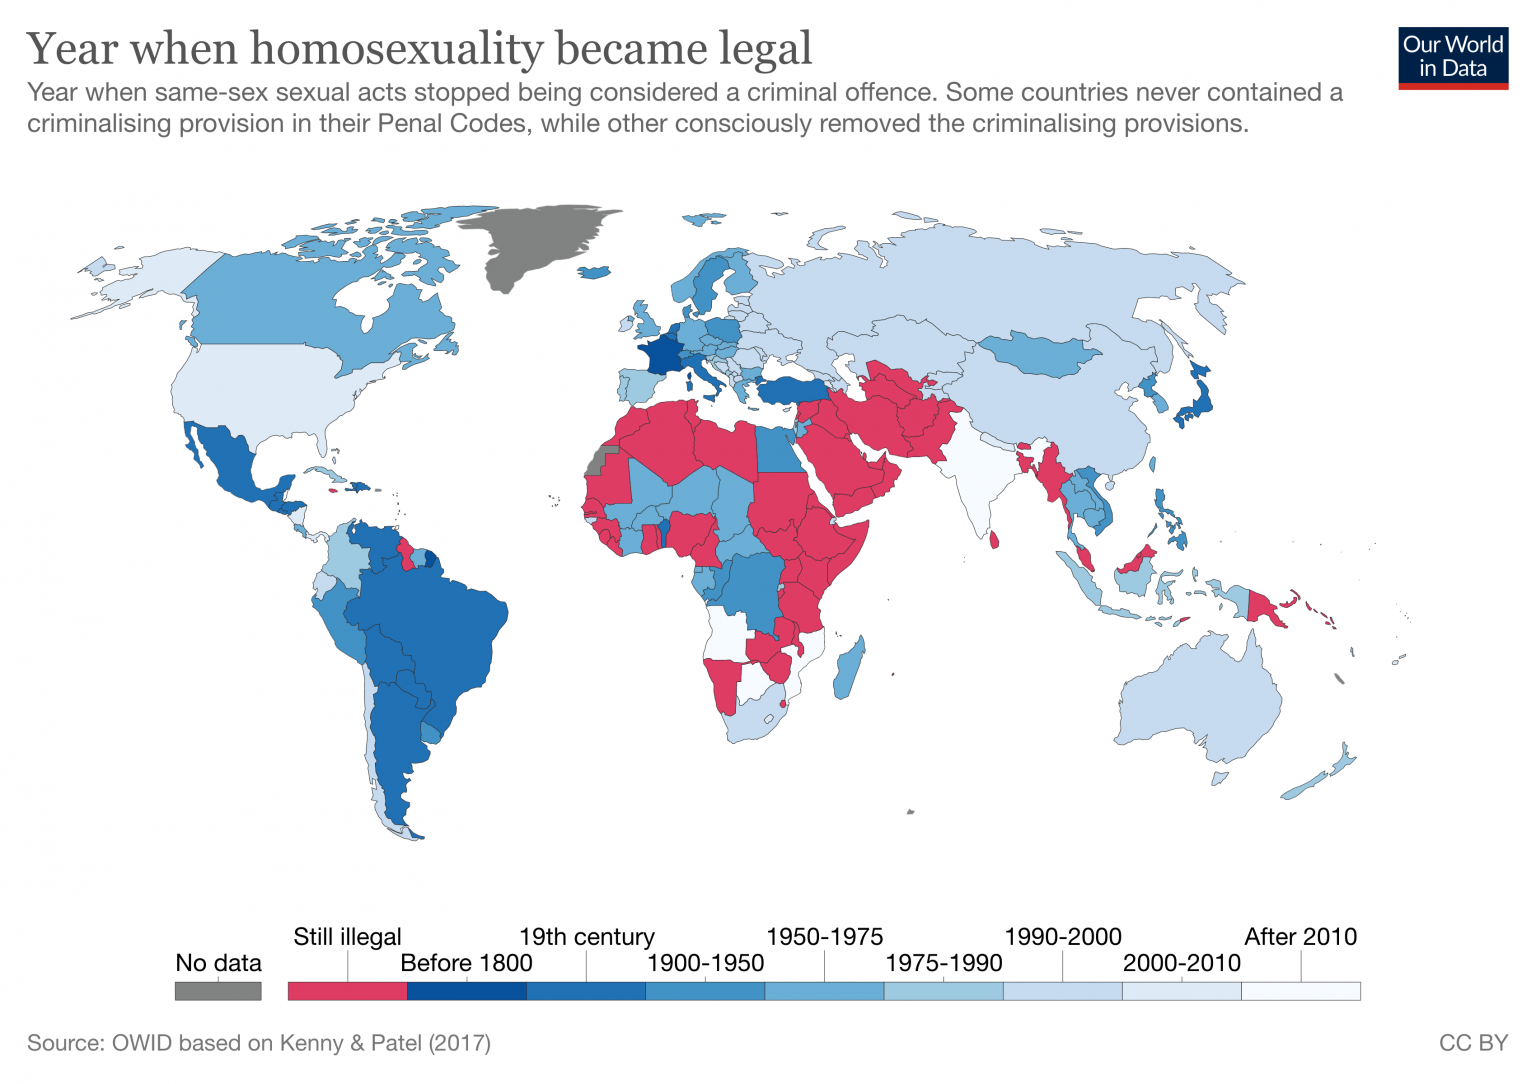 Year when homosexuality became legal
Our World
in Data
Year when same-sex sexual acts stopped being considered a criminal offence. Some countries never contained a
criminalising provision in their Penal Codes, while other consciously removed the criminalising provisions.
Still illegal
19th century
1950-1975
1990-2000
After 2010
No data
Before 1800
1900-1950
1975-1990
2000-2010
Source: OWID based on Kenny & Patel (2017)
CC BY